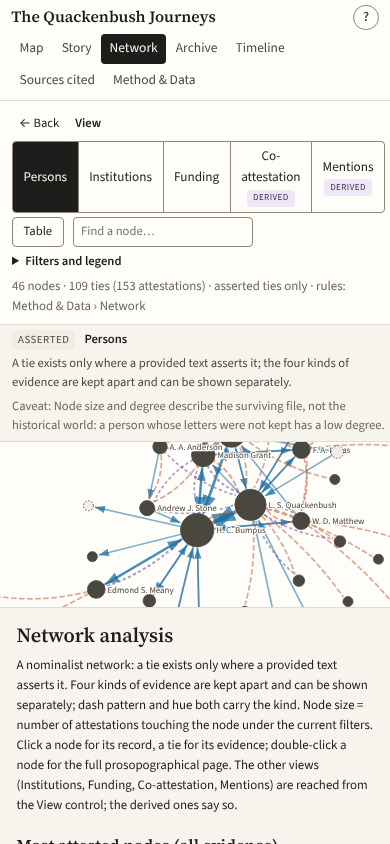 The Quackenbush Journeys
?
Map Story Network Archive Timeline
Sources cited Method & Data
← Back View
Persons Institutions Funding Co-attestation DERIVED Mentions DERIVED
Table Find a node…
▶ Filters and legend
46 nodes · 109 ties (153 attestations) · asserted ties only · rules:
Method & Data › Network
ASSERTED Persons
A tie exists only where a provided text asserts it; the four kinds of
evidence are kept apart and can be shown separately.
Caveat: Node size and degree describe the surviving file, not the
historical world: a person whose letters were not kept has a low degree.
A. A. Anderson
Madison Grant
Andrew J. Stone
L. S. Quackenbush
H. C. Bumpus
W. D. Matthew
Edmond S. Meany
Network analysis
A nominalist network: a tie exists only where a provided text
asserts it. Four kinds of evidence are kept apart and can be shown
separately; dash pattern and hue both carry the kind. Node size =
number of attestations touching the node under the current filters.
Click a node for its record, a tie for its evidence; double-click a
node for the full prosopographical page. The other views
(Institutions, Funding, Co-attestation, Mentions) are reached from
the View control; the derived ones say so.
Most attested nodes (all evidence)